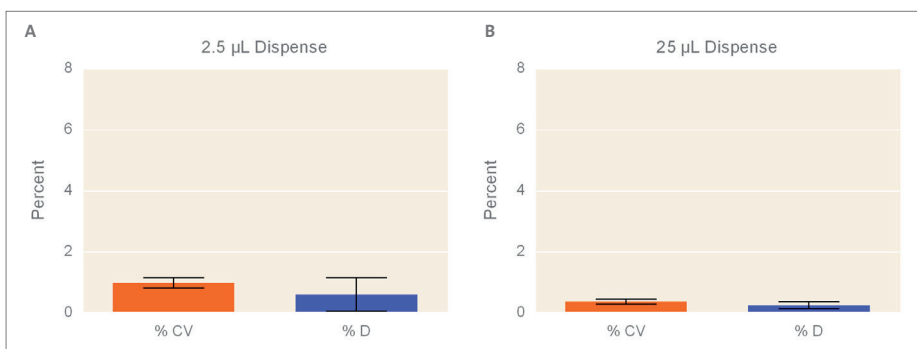 A
2.5 µL Dispense
Percent
8
6
4
2
0
% CV
% D
B
25 µL Dispense
Percent
8
6
4
2
0
% CV
% D